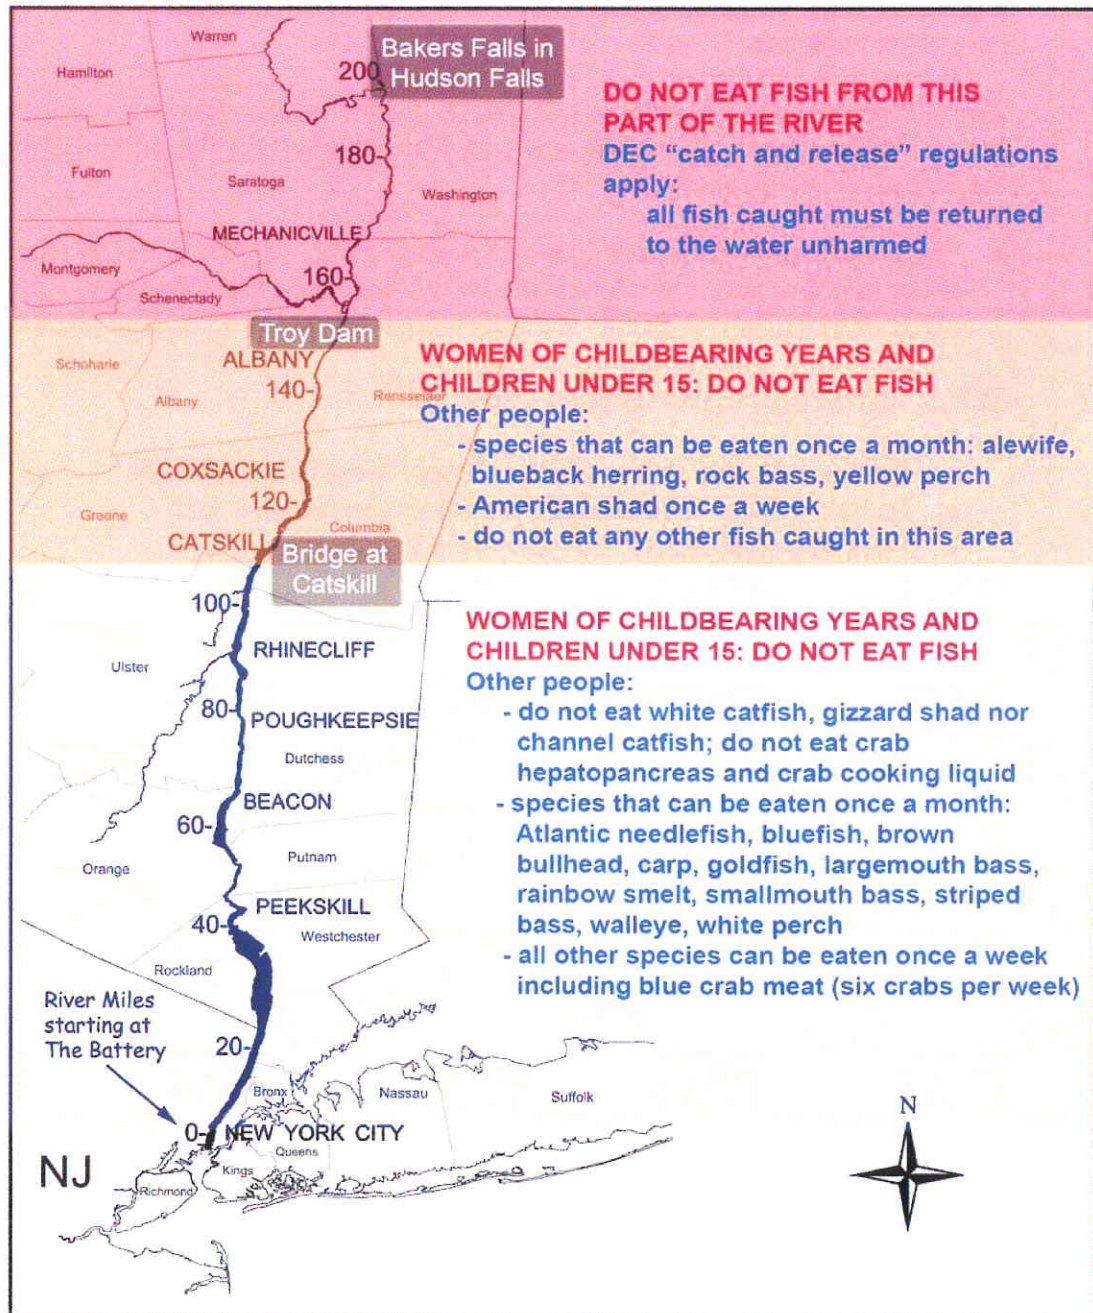 Warren
Bakers Falls in
Hudson Falls
Hamilton
200
DO NOT EAT FISH FROM THIS
PART OF THE RIVER
DEC “catch and release” regulations
apply:
all fish caught must be returned
to the water unharmed
180-
Fulton
Saratoga
Washington
MECHANICVILLE
Montgomery
160-
Schenectady
Troy Dam
WOMEN OF CHILDBEARING YEARS AND
CHILDREN UNDER 15: DO NOT EAT FISH
Other people:
- species that can be eaten once a month: alewife,
blueback herring, rock bass, yellow perch
- American shad once a week
- do not eat any other fish caught in this area
Schoharie
ALBANY
140-
Albany
Rensselaer
COXSACKIE
120-
Greene
Columbia
CATSKILL
Bridge at
Catskill
100-
WOMEN OF CHILDBEARING YEARS AND
CHILDREN UNDER 15: DO NOT EAT FISH
Other people:
- do not eat white catfish, gizzard shad nor
channel catfish; do not eat crab
hepatopancreas and crab cooking liquid
- species that can be eaten once a month:
Atlantic needlefish, bluefish, brown
bullhead, carp, goldfish, largemouth bass,
rainbow smelt, smallmouth bass, striped
bass, walleye, white perch
- all other species can be eaten once a week
including blue crab meat (six crabs per week)
RHINECLIFF
Ulster
80-
POUGHKEEPSIE
Dutchess
BEACON
60-
Putnam
Orange
PEEKSKILL
40-
Westchester
Rockland
River Miles
starting at
The Battery
20-
Bronx
Nassau
Suffolk
N
0-
NEW YORK CITY
Queens
NJ
Kings
Richmond